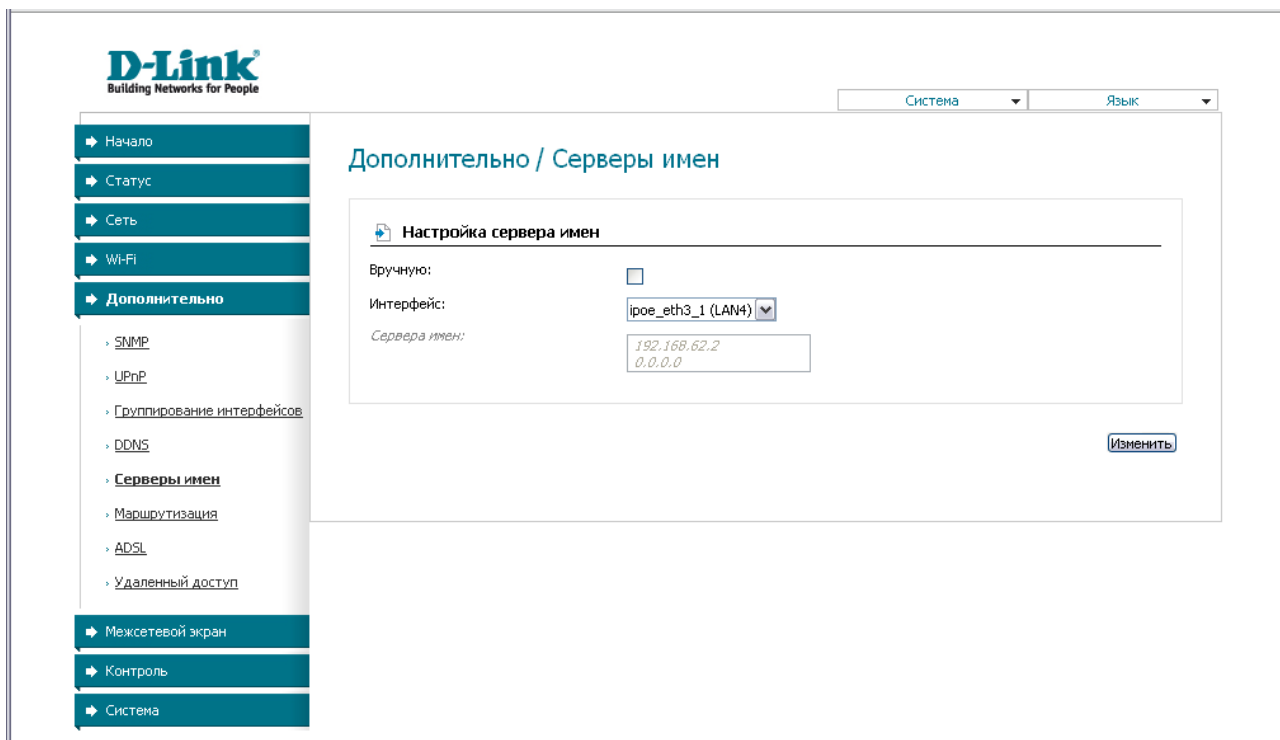 D-Link
Building Networks for People
Система
Язык
Начало
Статус
Сеть
Wi-Fi
Дополнительно
SNMP
UPnP
Группирование интерфейсов
DDNS
Серверы имен
Маршрутизация
ADSL
Удаленный доступ
Межсетевой экран
Контроль
Система
Дополнительно / Серверы имен
Настройка сервера имен
Вручную:
Интерфейс:
ipoe_eth3_1 (LAN4)
Сервера имен:
192.168.62.2
0.0.0.0
Изменить